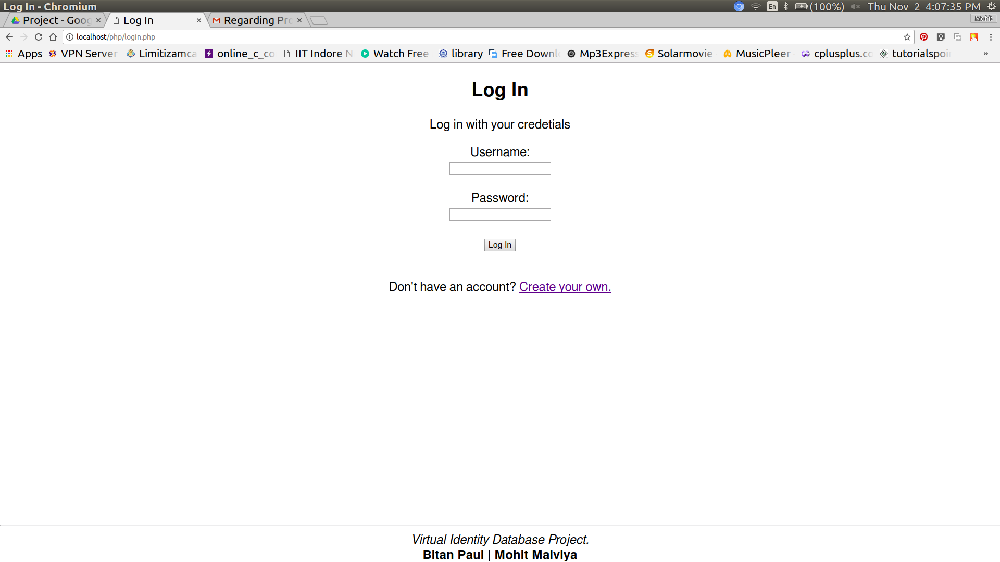 Log In - Chromium
En (100%) Thu Nov 2 4:07:35 PM
Project - Goog Log In Regarding Pro Mohit
localhost/php/login.php
Apps VPN Server Limitizamca online_c_co IIT Indore N Watch Free library Free Downl Mp3Express Solarmovie MusicPleer cplusplus.co tutorialspoin »
Log In
Log in with your credetials
Username:
Password:
Log In
Don't have an account? Create your own.
Virtual Identity Database Project.
Bitan Paul | Mohit Malviya